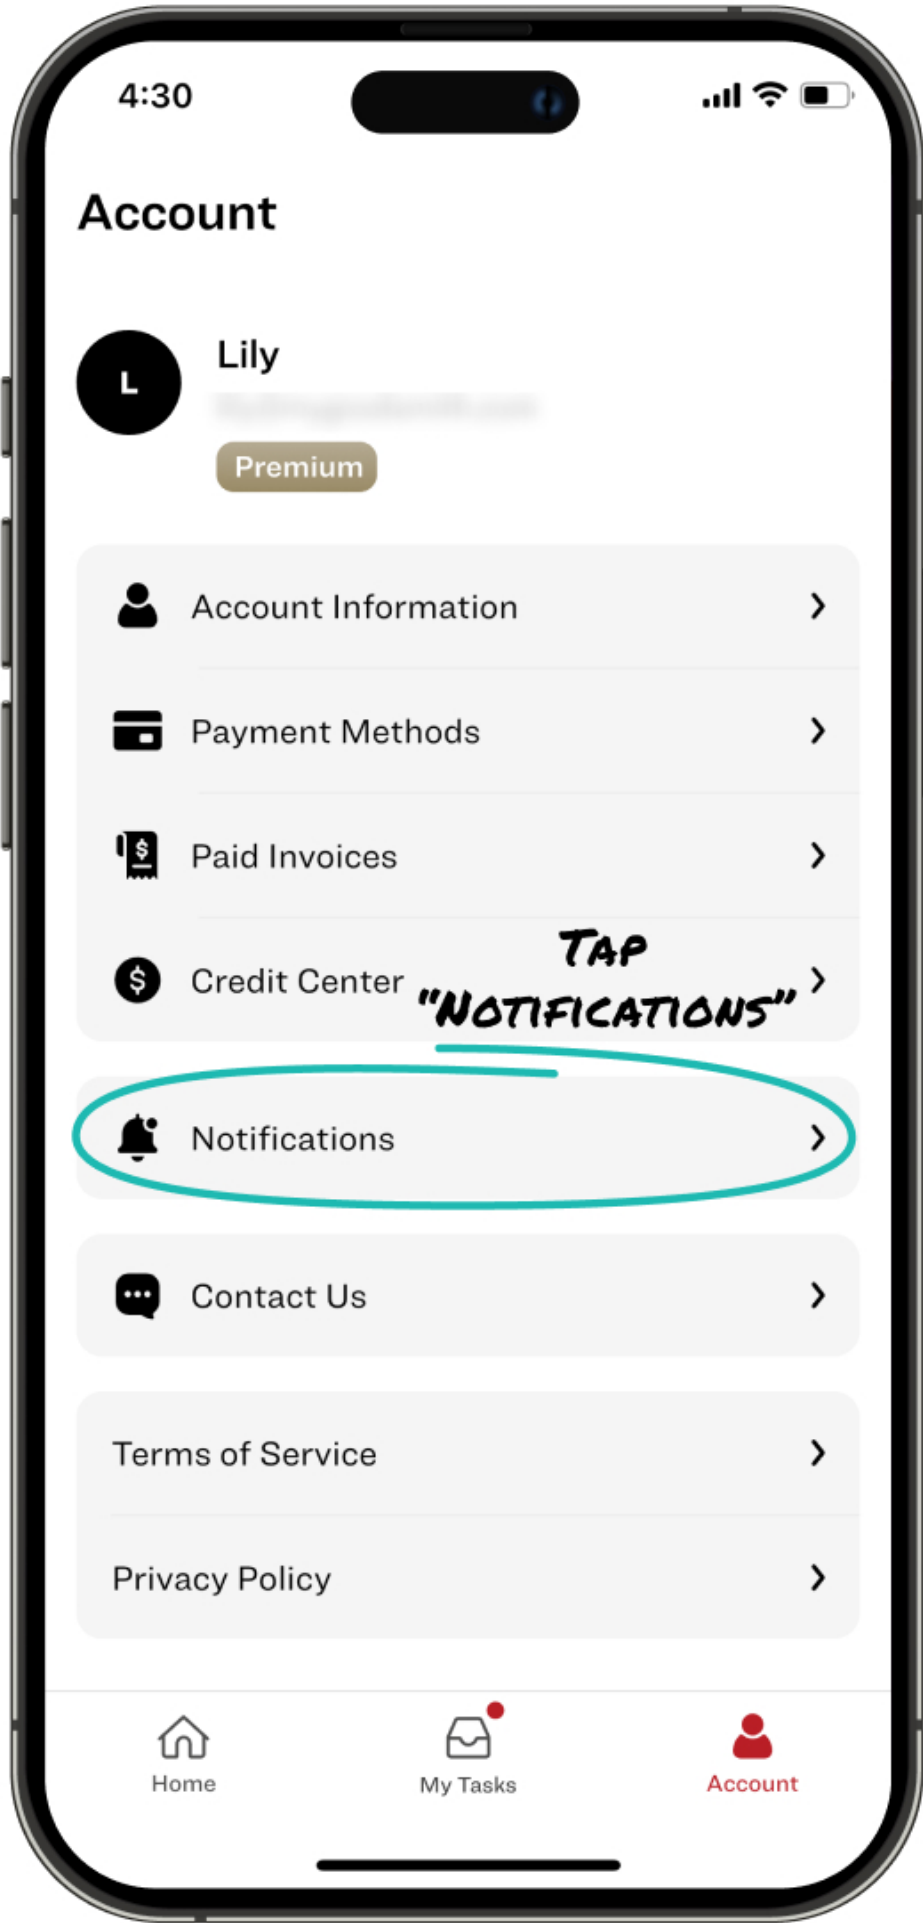 4:30
Account
L
Lily
Premium
Account Information
Payment Methods
$
Paid Invoices
$
Credit Center
TAP
“NOTIFICATIONS”
Notifications
Contact Us
Terms of Service
Privacy Policy
Home
My Tasks
Account